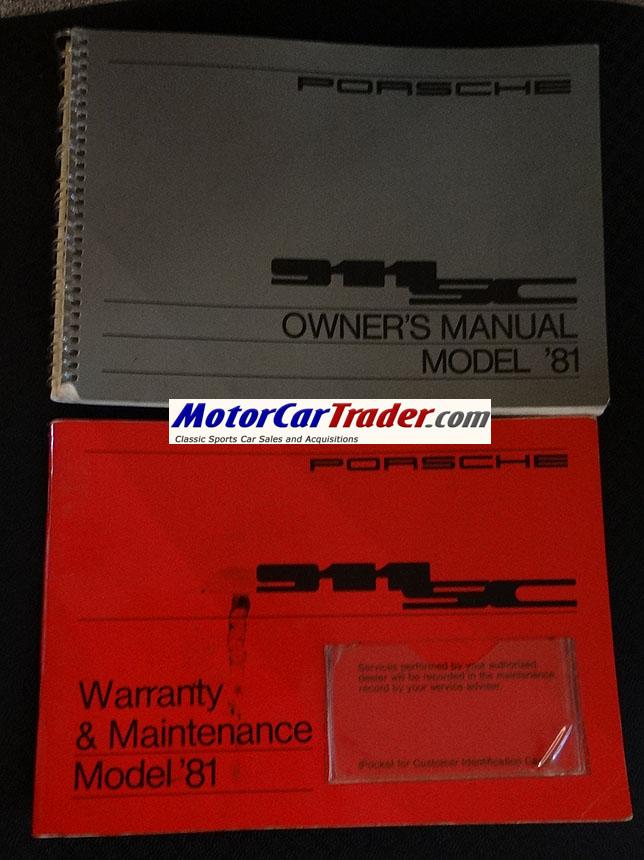 PORSCHE
911SC
OWNER'S MANUAL
MODEL '81
MotorCarTrader.com
Classic Sports Car Sales and Acquisitions
PORSCHE
911SC
Services performed by your authorized
dealer will be recorded in the maintenance
record by your service adviser.
Warranty
& Maintenance
Model '81
(Pocket for Customer Identification